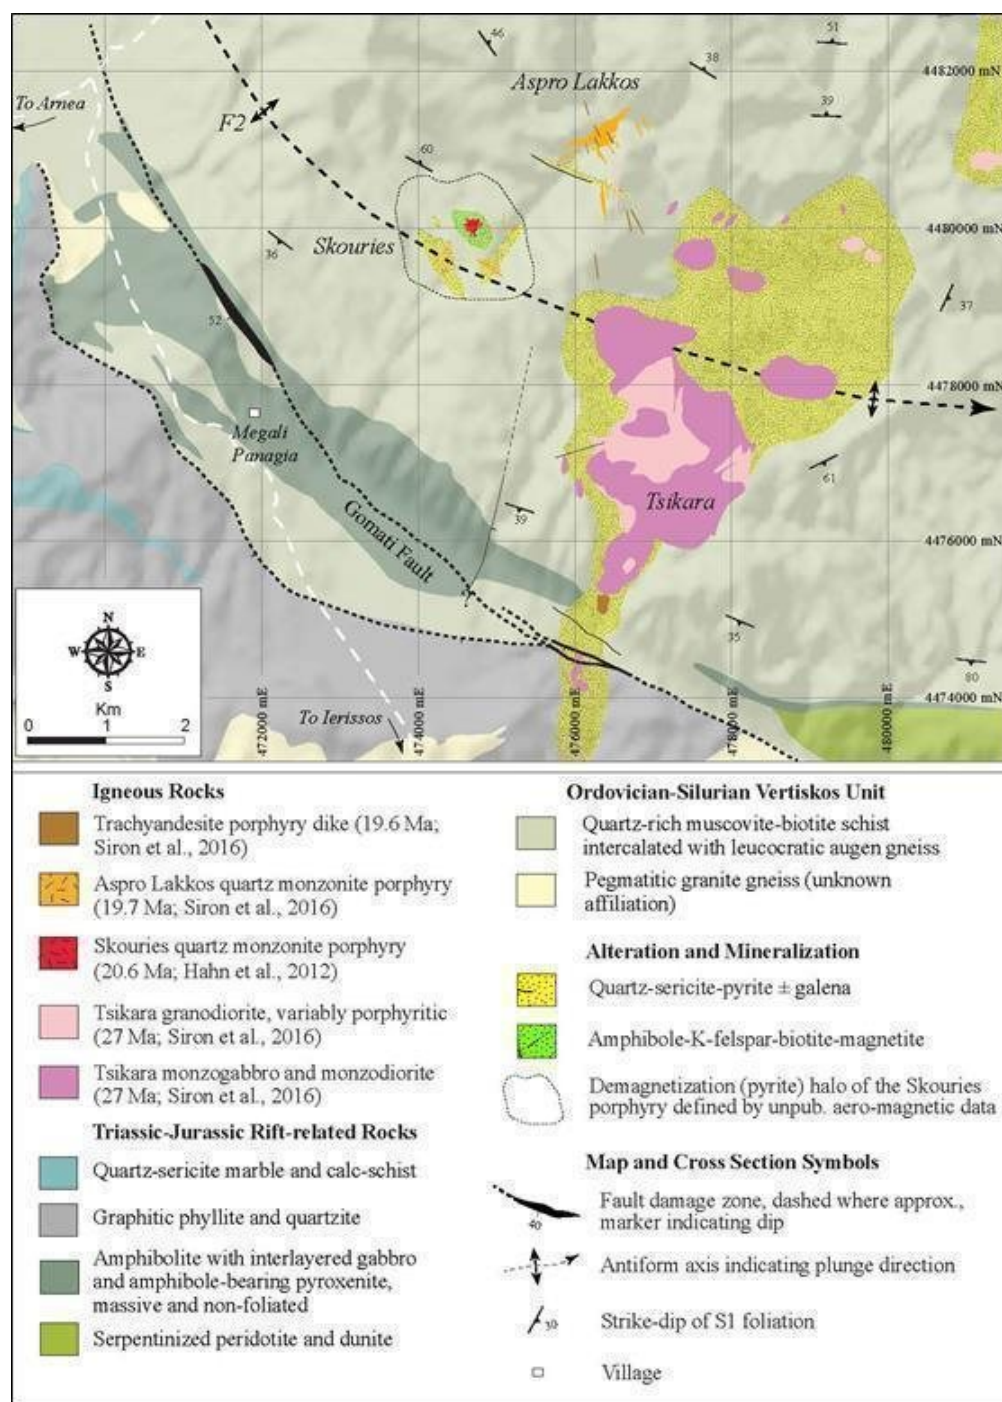 46
51
38
Aspro Lakkos
4482000 mN
To Arnea
F2
39
60
4480000 mN
Skouries
36
37
52
4478000 mN
Megali
Panagia
61
Tsikara
39
Gomati Fault
4476000 mN
35
80
N
W E
S
Km
0 1 2
4474000 mN
To Ierissos
472000 mE
474000 mE
476000 mE
478000 mE
480000 mE
Igneous Rocks
Trachyandesite porphyry dike (19.6 Ma;
Siron et al., 2016)
Aspro Lakkos quartz monzonite porphyry
(19.7 Ma; Siron et al., 2016)
Skouries quartz monzonite porphyry
(20.6 Ma; Hahn et al., 2012)
Tsikara granodiorite, variably porphyritic
(27 Ma; Siron et al., 2016)
Tsikara monzogabbro and monzodiorite
(27 Ma; Siron et al., 2016)
Triassic-Jurassic Rift-related Rocks
Quartz-sericite marble and calc-schist
Graphitic phyllite and quartzite
Amphibolite with interlayered gabbro
and amphibole-bearing pyroxenite,
massive and non-foliated
Serpentinized peridotite and dunite
Ordovician-Silurian Vertiskos Unit
Quartz-rich muscovite-biotite schist
intercalated with leucocratic augen gneiss
Pegmatitic granite gneiss (unknown
affiliation)
Alteration and Mineralization
Quartz-sericite-pyrite ± galena
Amphibole-K-felspar-biotite-magnetite
Demagnetization (pyrite) halo of the Skouries
porphyry defined by unpub. aero-magnetic data
Map and Cross Section Symbols
40
Fault damage zone, dashed where approx.,
marker indicating dip
Antiform axis indicating plunge direction
30
Strike-dip of S1 foliation
Village